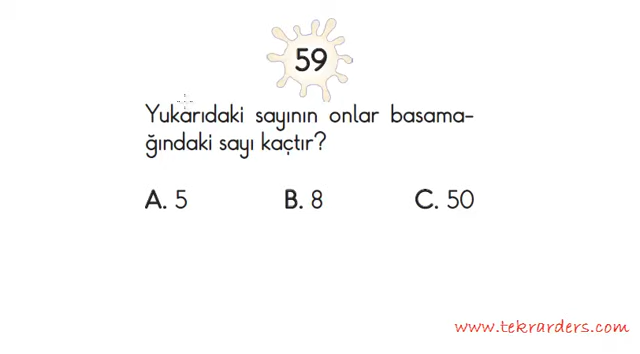 59
Yukarıdaki sayının onlar basama-
ğındaki sayı kaçtır?
A. 5 B. 8 C. 50
www.tekrarders.com